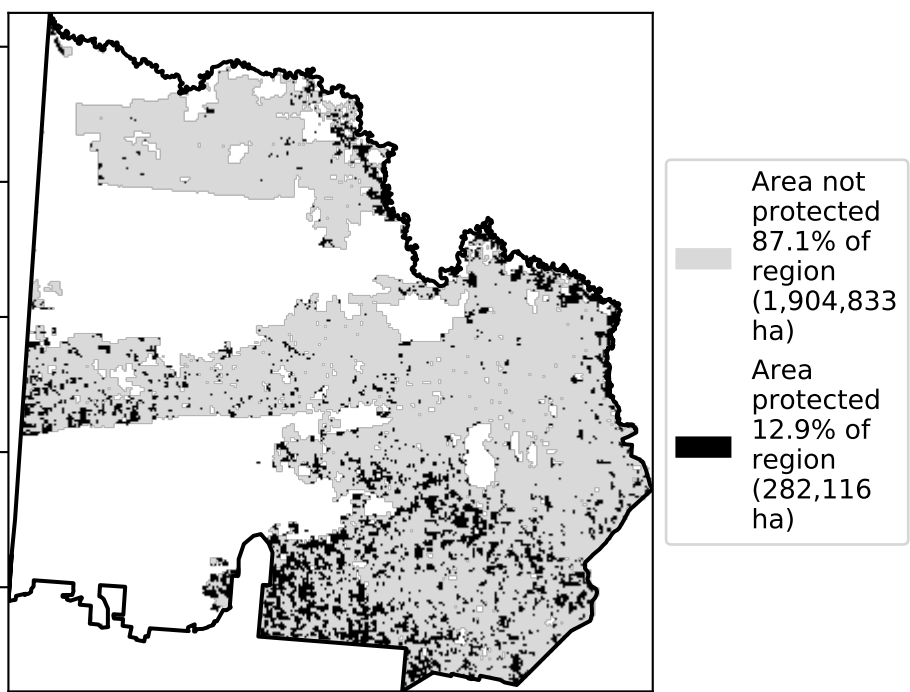 Area not
protected
87.1% of
region
(1,904,833
ha)
Area
protected
12.9% of
region
(282,116
ha)